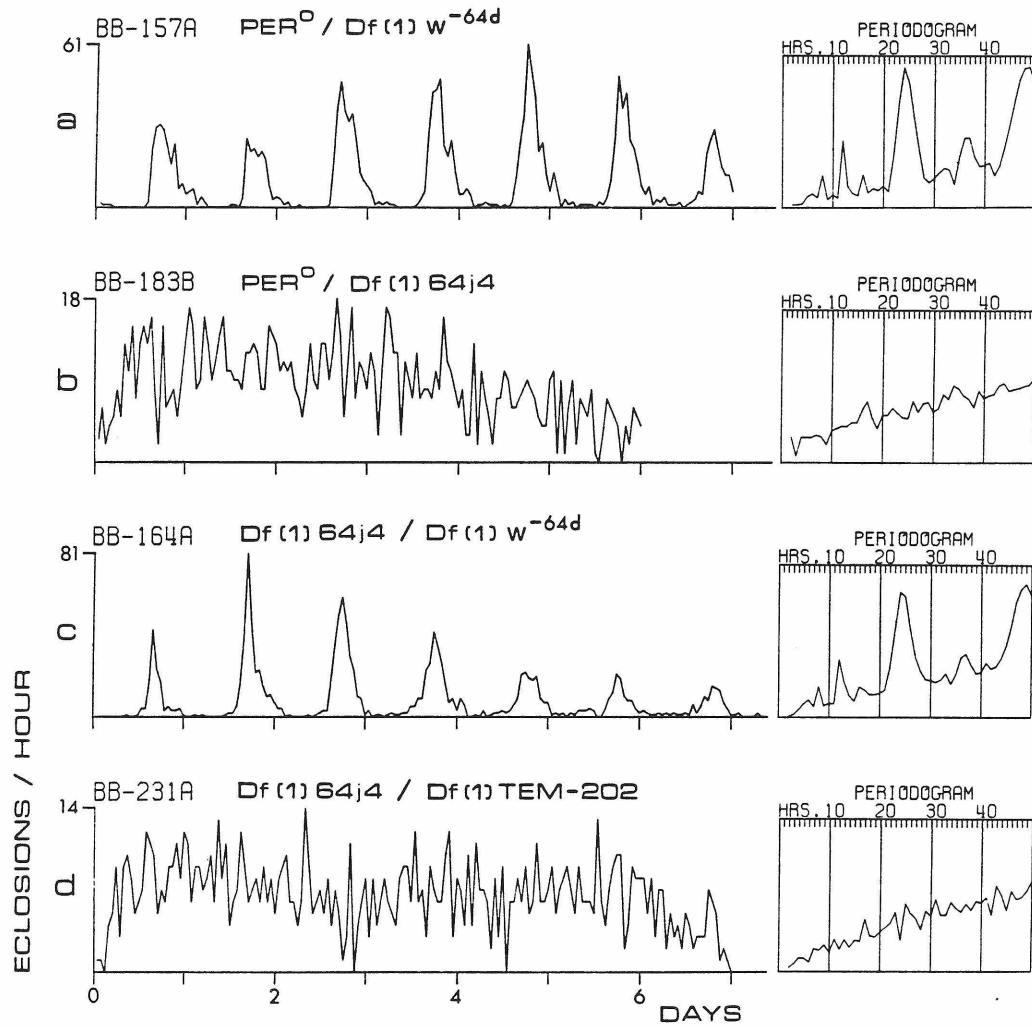 BB-157A PER⁰ / Df(1) w⁻⁶⁴ᵈ
PERIODOGRAM
HRS. 10 20 30 40
61
a
BB-183B PER⁰ / Df(1) 64j4
PERIODOGRAM
HRS. 10 20 30 40
18
b
BB-164A Df(1) 64j4 / Df(1) w⁻⁶⁴ᵈ
PERIODOGRAM
HRS. 10 20 30 40
81
c
BB-231A Df(1) 64j4 / Df(1) TEM-202
PERIODOGRAM
HRS. 10 20 30 40
14
d
ECLOSIONS / HOUR
0 2 4 6
DAYS